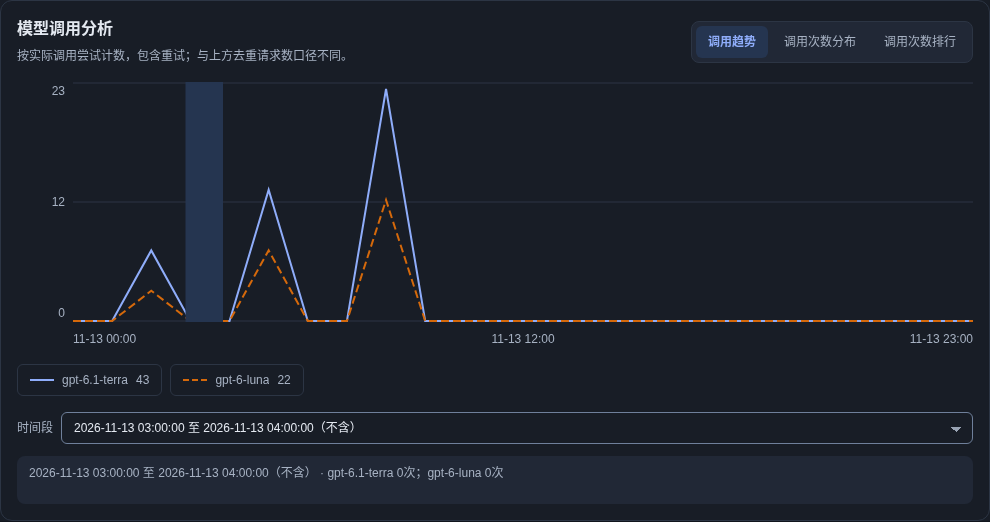 模型调用分析
按实际调用尝试计数，包含重试；与上方去重请求数口径不同。
调用趋势 调用次数分布 调用次数排行
23
12
0
11-13 00:00 11-13 12:00 11-13 23:00
gpt-6.1-terra 43 gpt-6-luna 22
时间段 2026-11-13 03:00:00 至 2026-11-13 04:00:00（不含）
2026-11-13 03:00:00 至 2026-11-13 04:00:00（不含） · gpt-6.1-terra 0次；gpt-6-luna 0次